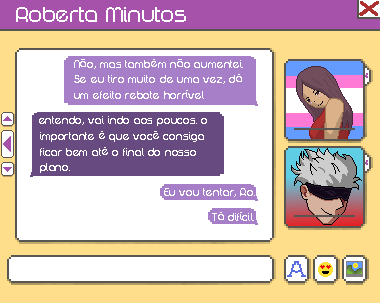 Roberta Minutos
Não, mas também não aumentei.
Se eu tiro muito de uma vez, dá
um efeito rebote horrível
entendo, vai indo aos poucos. o
importante é que você consiga
ficar bem até o final do nosso
plano.
Eu vou tentar, Ro.
Tá difícil
A